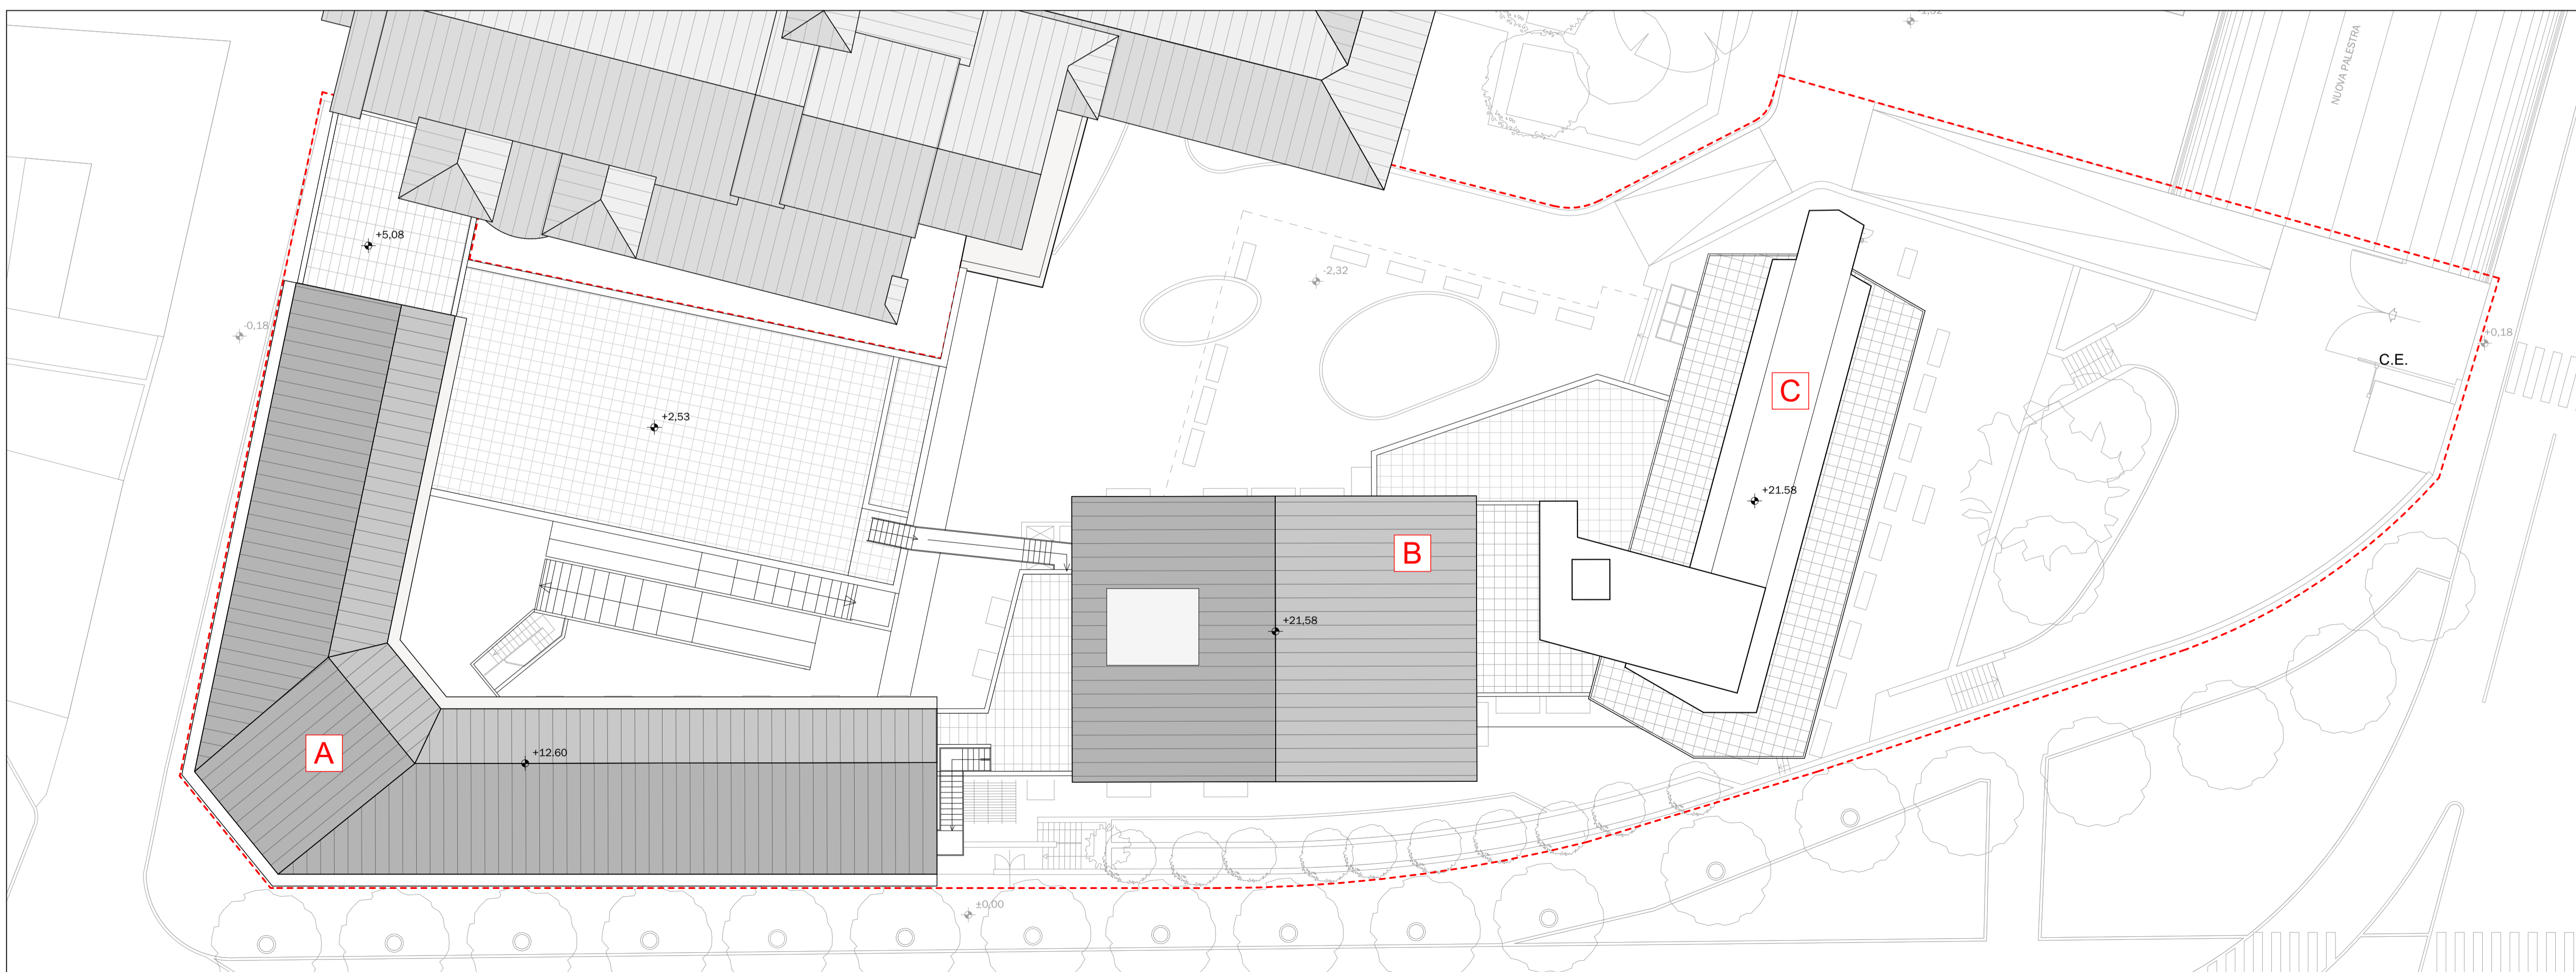 NUOVA PALESTRA
+5,08
-2,32
-0,18
+0,18
C.E.
C
+2,53
+21.58
B
+21,58
A
+12,60
±0,00